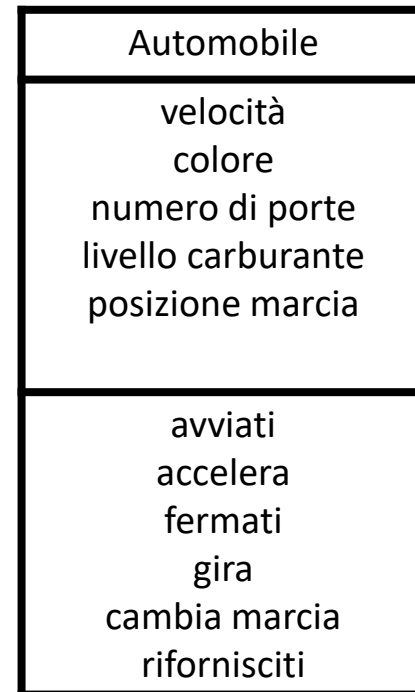 Automobile
velocità
colore
numero di porte
livello carburante
posizione marcia
avviati
accelera
fermati
gira
cambia marcia
rifornisciti